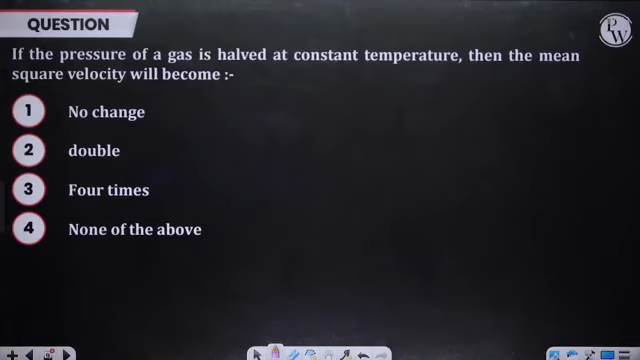 QUESTION
PW
If the pressure of a gas is halved at constant temperature, then the mean
square velocity will become :-
1 No change
2 double
3 Four times
4 None of the above